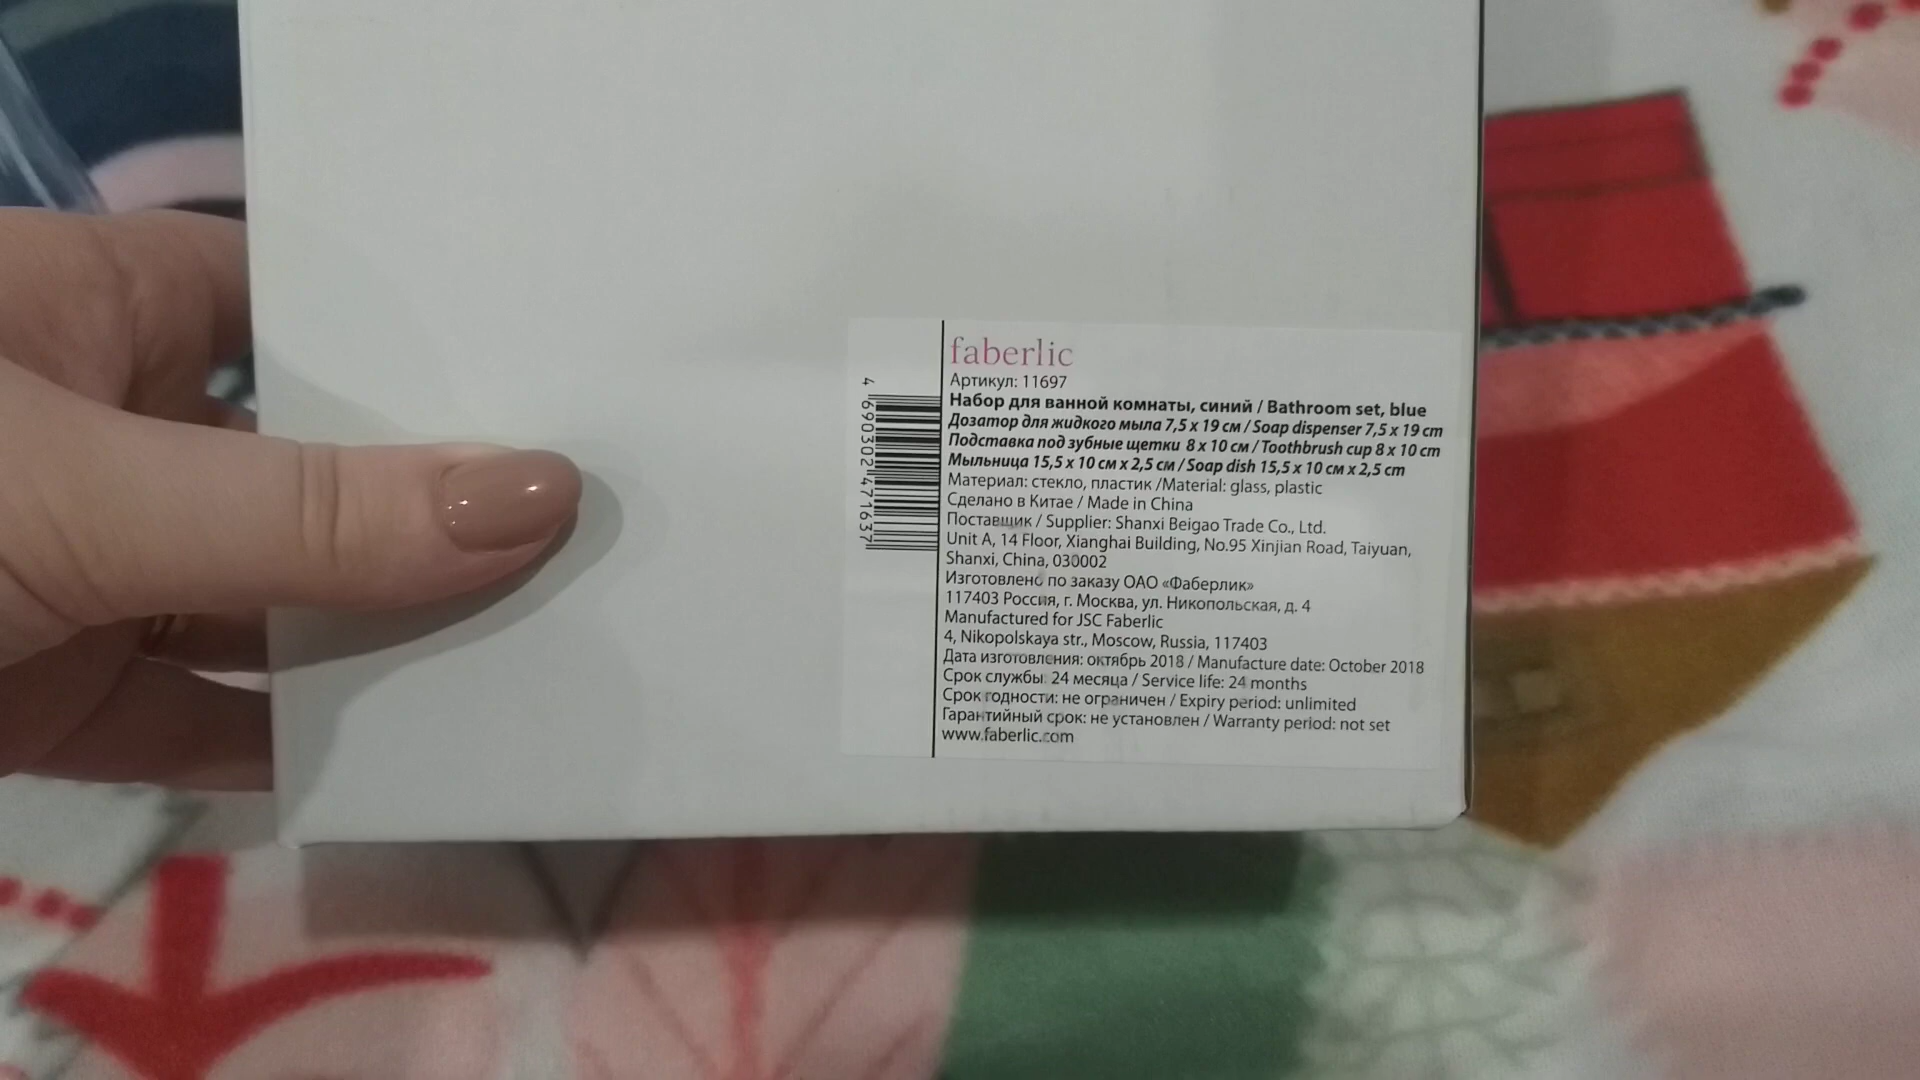 faberlic
Артикул: 11697
Набор для ванной комнаты, синий / Bathroom set, blue
Дозатор для жидкого мыла 7,5 x 19 см / Soap dispenser 7,5 x 19 cm
Подставка под зубные щетки 8 x 10 см / Toothbrush cup 8 x 10 cm
Мыльница 15,5 x 10 см x 2,5 см / Soap dish 15,5 x 10 см x 2,5 cm
Материал: стекло, пластик /Material: glass, plastic
Сделано в Китае / Made in China
Поставщик / Supplier: Shanxi Beigao Trade Co., Ltd.
Unit A, 14 Floor, Xianghai Building, No.95 Xinjian Road, Taiyuan,
Shanxi, China, 030002
Изготовлено по заказу ОАО «Фаберлик»
117403 Россия, г. Москва, ул. Никопольская, д. 4
Manufactured for JSC Faberlic
4, Nikopolskaya str., Moscow, Russia, 117403
Дата изготовления: октябрь 2018 / Manufacture date: October 2018
Срок службы: 24 месяца / Service life: 24 months
Срок годности: не ограничен / Expiry period: unlimited
Гарантийный срок: не установлен / Warranty period: not set
www.faberlic.com
4 690302 471637